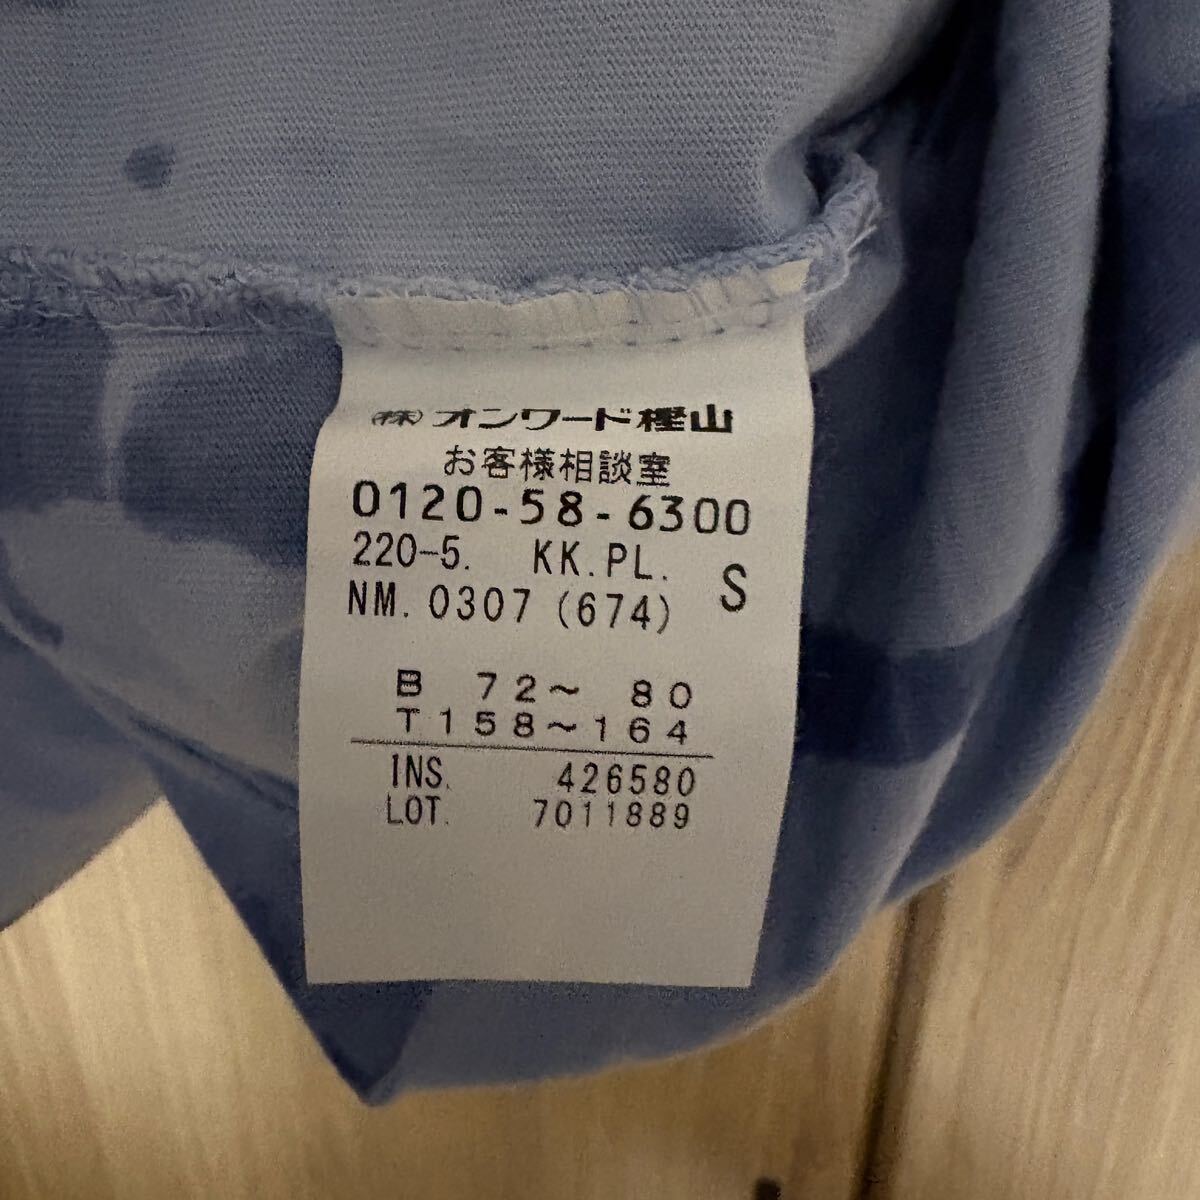 ㈱オンワード樫山
お客様相談室
0120-58-6300
220-5. KK.PL. S
NM. 0307 (674)
B 72~ 80
T158~164
INS. 426580
LOT. 7011889